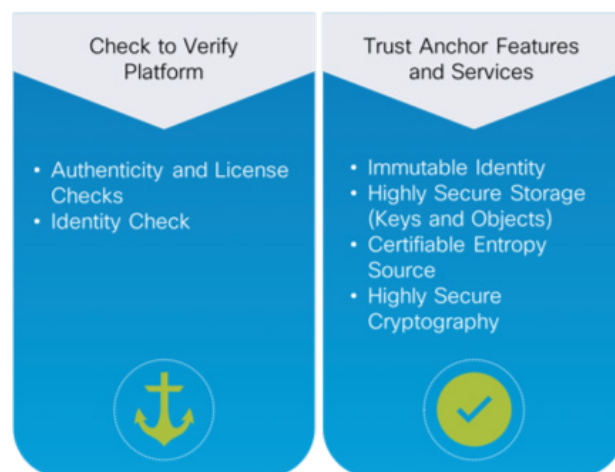 Check to Verify
Platform
• Authenticity and License
Checks
• Identity Check
Trust Anchor Features
and Services
• Immutable Identity
• Highly Secure Storage
(Keys and Objects)
• Certifiable Entropy
Source
• Highly Secure
Cryptography